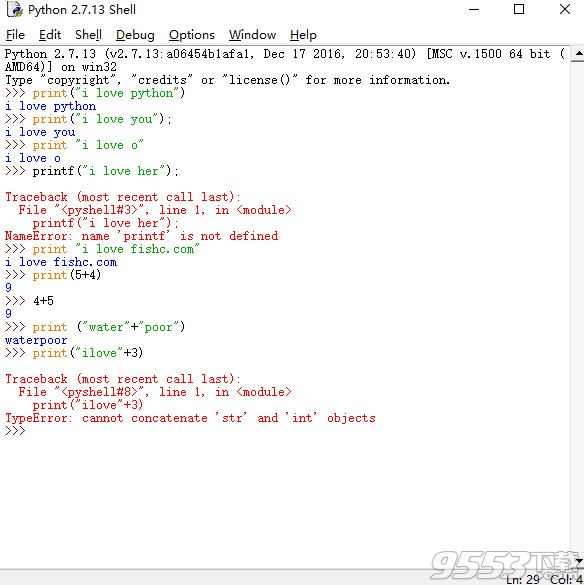 Python 2.7.13 Shell
File Edit Shell Debug Options Window Help
Python 2.7.13 (v2.7.13:a06454b1afa1, Dec 17 2016, 20:53:40) [MSC v.1500 64 bit (
AMD64)] on win32
Type "copyright", "credits" or "license()" for more information.
>>> print("i love python")
i love python
>>> print("i love you");
i love you
>>> print "i love o"
i love o
>>> printf("i love her");

Traceback (most recent call last):
  File "<pyshell#3>", line 1, in <module>
    printf("i love her");
NameError: name 'printf' is not defined
>>> print "i love fishc.com"
i love fishc.com
>>> print(5+4)
9
>>> 4+5
9
>>> print ("water"+"poor")
waterpoor
>>> print("ilove"+3)

Traceback (most recent call last):
  File "<pyshell#8>", line 1, in <module>
    print("ilove"+3)
TypeError: cannot concatenate 'str' and 'int' objects
>>>
9553下载
Ln: 29 Col: 4